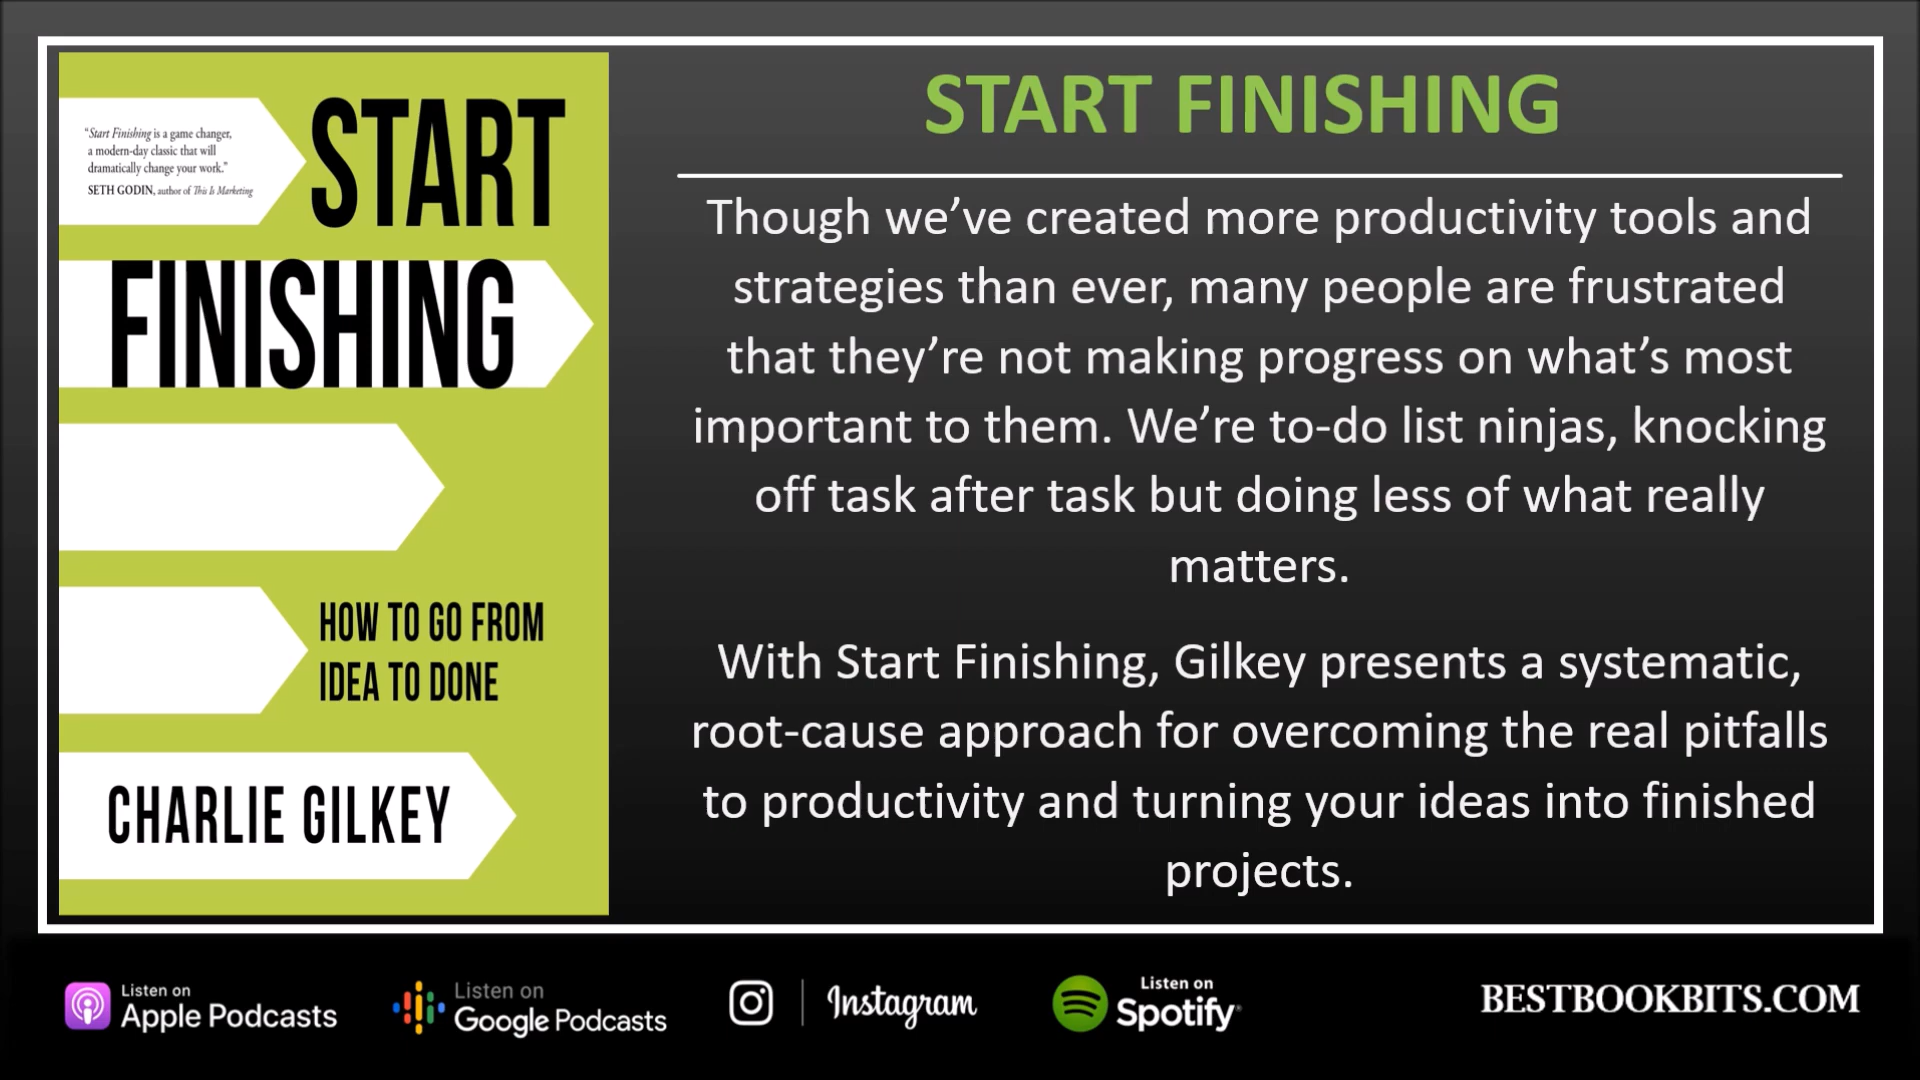 "Start Finishing is a game changer,
a modern-day classic that will
dramatically change your work."
SETH GODIN, author of This Is Marketing
START
FINISHING
HOW TO GO FROM
IDEA TO DONE
CHARLIE GILKEY
START FINISHING
Though we’ve created more productivity tools and
strategies than ever, many people are frustrated
that they’re not making progress on what’s most
important to them. We’re to-do list ninjas, knocking
off task after task but doing less of what really
matters.
With Start Finishing, Gilkey presents a systematic,
root-cause approach for overcoming the real pitfalls
to productivity and turning your ideas into finished
projects.
Listen on
Apple Podcasts
Listen on
Google Podcasts
Instagram
Listen on
Spotify
BESTBOOKBITS.COM